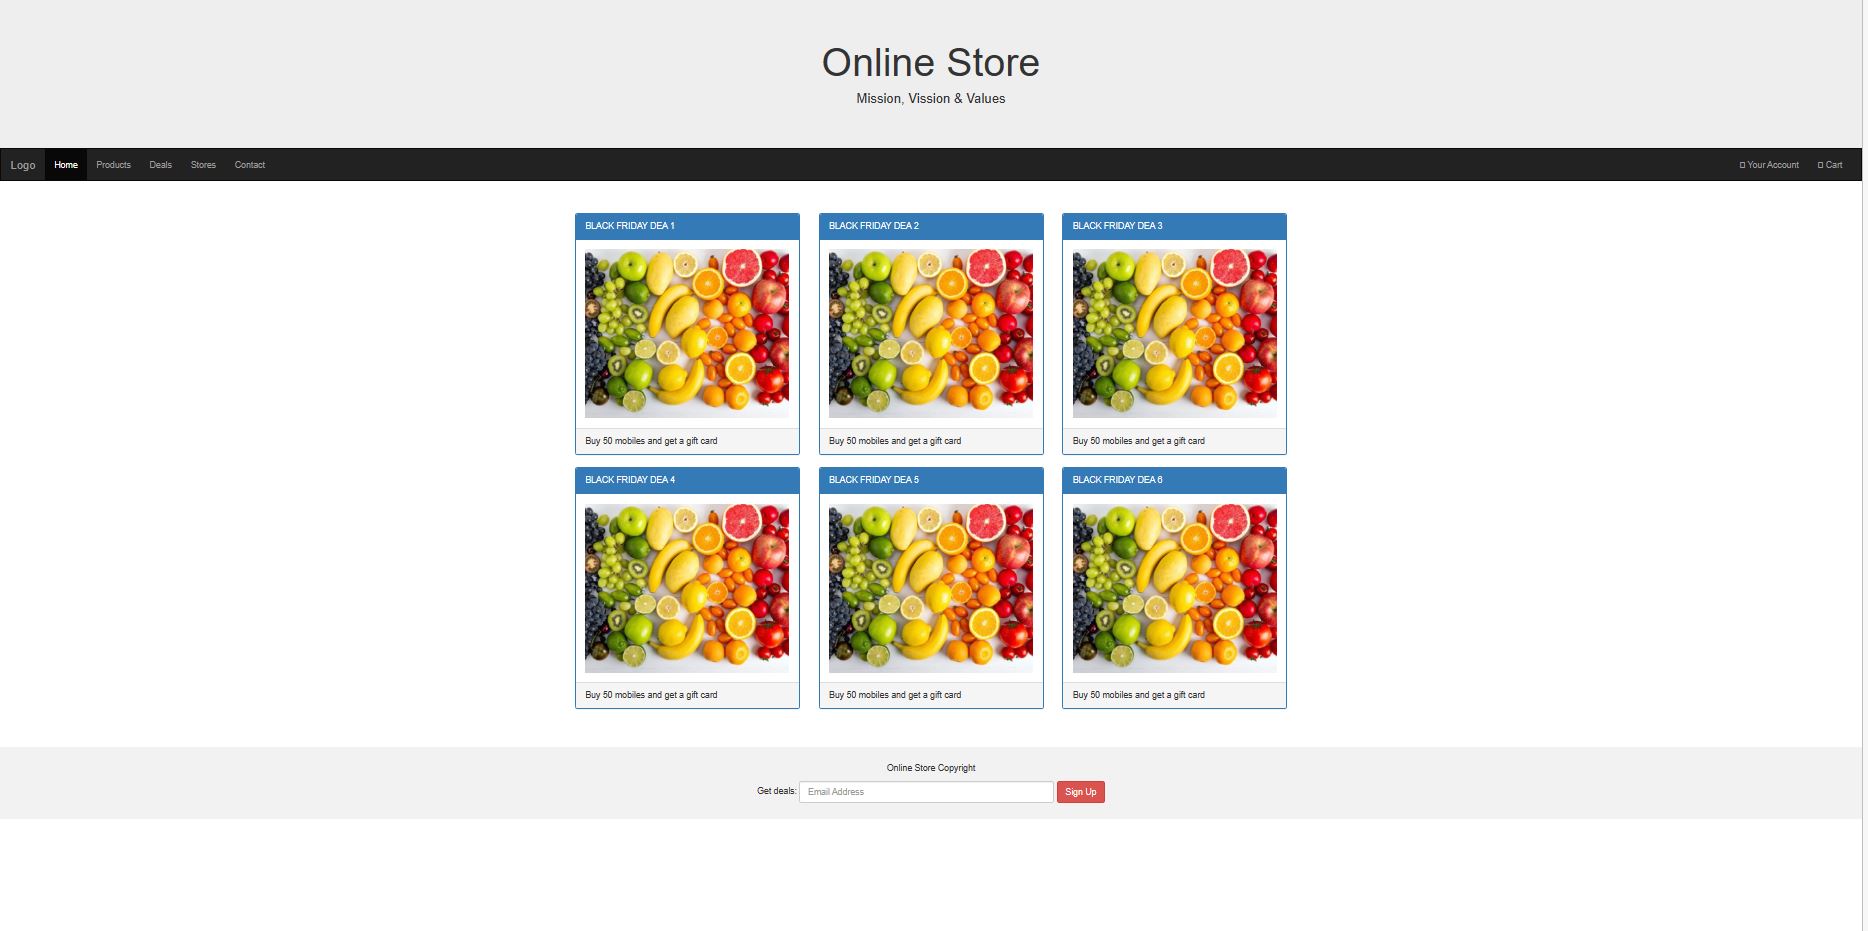 Online Store
Mission, Vission & Values
Logo Home Products Deals Stores Contact Your Account Cart
BLACK FRIDAY DEA 1 BLACK FRIDAY DEA 2 BLACK FRIDAY DEA 3
Buy 50 mobiles and get a gift card Buy 50 mobiles and get a gift card Buy 50 mobiles and get a gift card
BLACK FRIDAY DEA 4 BLACK FRIDAY DEA 5 BLACK FRIDAY DEA 6
Buy 50 mobiles and get a gift card Buy 50 mobiles and get a gift card Buy 50 mobiles and get a gift card
Online Store Copyright
Get deals: Email Address Sign Up